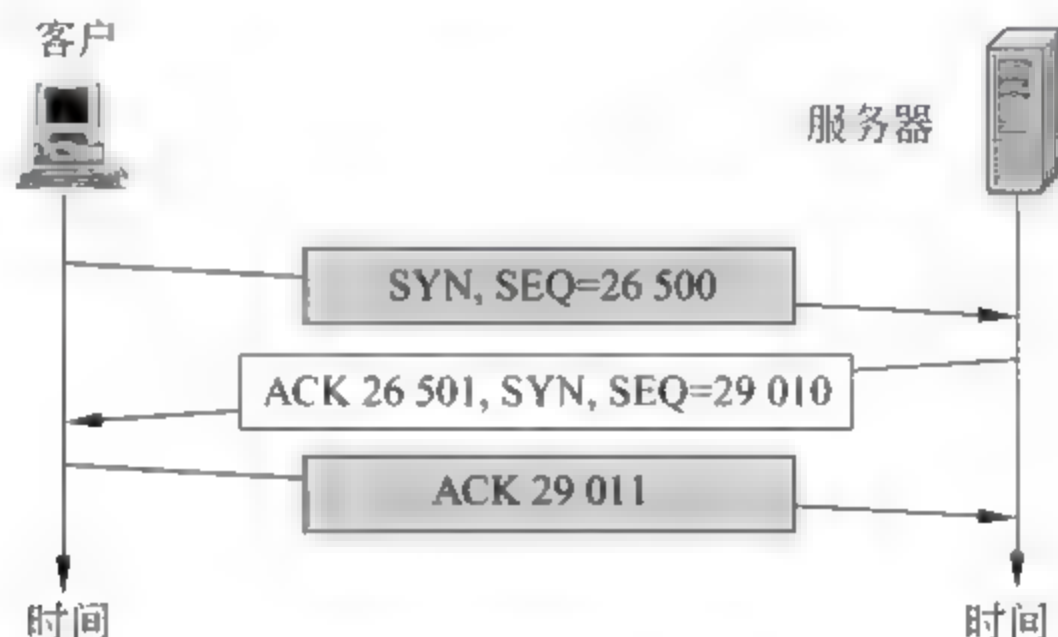 客户
服务器
SYN, SEQ=26 500
ACK 26 501, SYN, SEQ=29 010
ACK 29 011
时间
时间